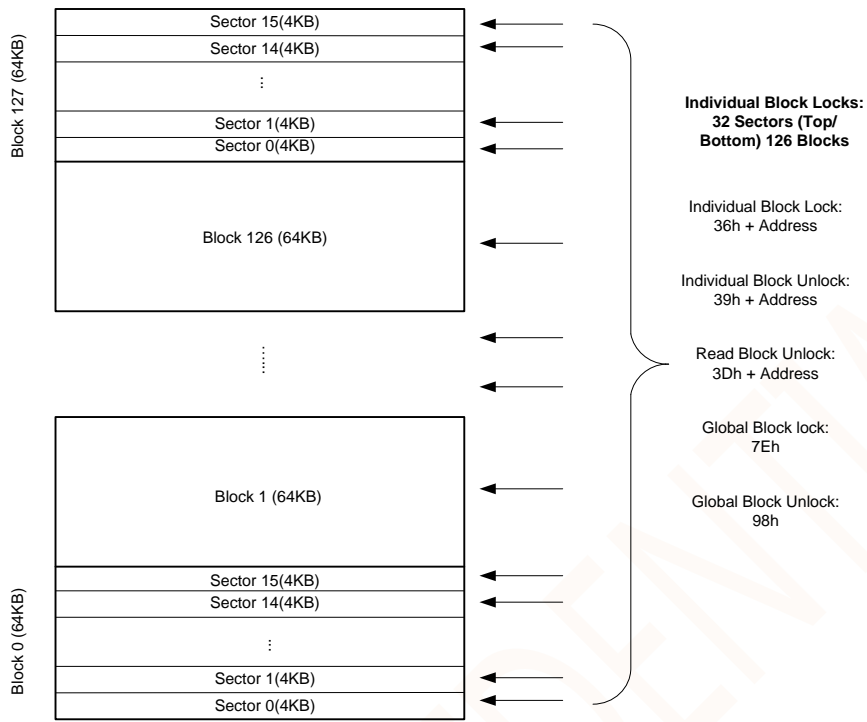 Block 127 (64KB)
Sector 15(4KB)
Sector 14(4KB)
...
Sector 1(4KB)
Sector 0(4KB)
Block 126 (64KB)
......
Block 1 (64KB)
Block 0 (64KB)
Sector 15(4KB)
Sector 14(4KB)
...
Sector 1(4KB)
Sector 0(4KB)
Individual Block Locks:
32 Sectors (Top/
Bottom) 126 Blocks
Individual Block Lock:
36h + Address
Individual Block Unlock:
39h + Address
Read Block Unlock:
3Dh + Address
Global Block lock:
7Eh
Global Block Unlock:
98h